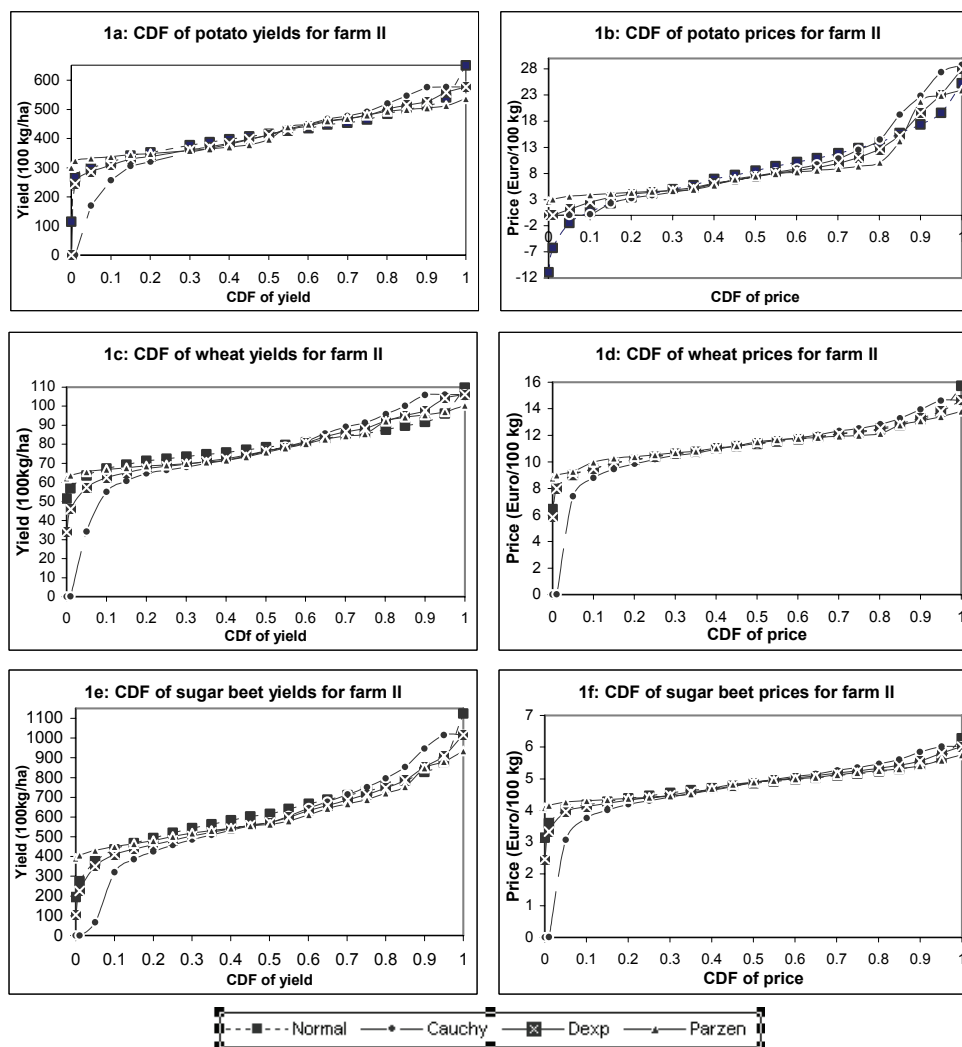 1a: CDF of potato yields for farm II
Yield (100 kg/ha)
600
500
400
300
200
100
0
0 0.1 0.2 0.3 0.4 0.5 0.6 0.7 0.8 0.9 1
CDF of yield
1b: CDF of potato prices for farm II
Price (Euro/100 kg)
28
23
18
13
8
3
-2
-7
-12
0 0.1 0.2 0.3 0.4 0.5 0.6 0.7 0.8 0.9 1
CDF of price
1c: CDF of wheat yields for farm II
Yield (100kg/ha)
110
100
90
80
70
60
50
40
30
20
10
0
0 0.1 0.2 0.3 0.4 0.5 0.6 0.7 0.8 0.9 1
CDF of yield
1d: CDF of wheat prices for farm II
Price (Euro/100 kg)
16
14
12
10
8
6
4
2
0
0 0.1 0.2 0.3 0.4 0.5 0.6 0.7 0.8 0.9 1
CDF of price
1e: CDF of sugar beet yields for farm II
Yield (100kg/ha)
1100
1000
900
800
700
600
500
400
300
200
100
0
0 0.1 0.2 0.3 0.4 0.5 0.6 0.7 0.8 0.9 1
CDF of yield
1f: CDF of sugar beet prices for farm II
Price (Euro/100 kg)
7
6
5
4
3
2
1
0
0 0.1 0.2 0.3 0.4 0.5 0.6 0.7 0.8 0.9 1
CDF of price
Normal Cauchy Dexp Parzen